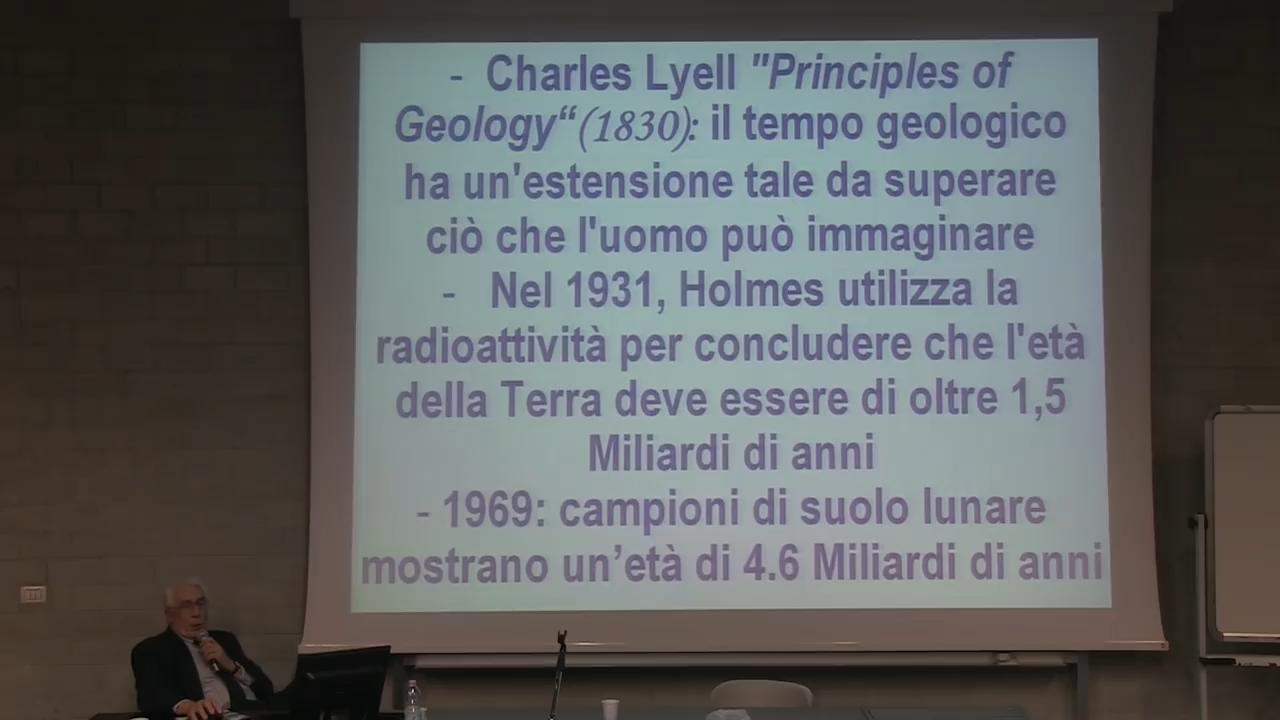 - Charles Lyell "Principles of
Geology“(1830): il tempo geologico
ha un'estensione tale da superare
ciò che l'uomo può immaginare
- Nel 1931, Holmes utilizza la
radioattività per concludere che l'età
della Terra deve essere di oltre 1,5
Miliardi di anni
- 1969: campioni di suolo lunare
mostrano un’età di 4.6 Miliardi di anni